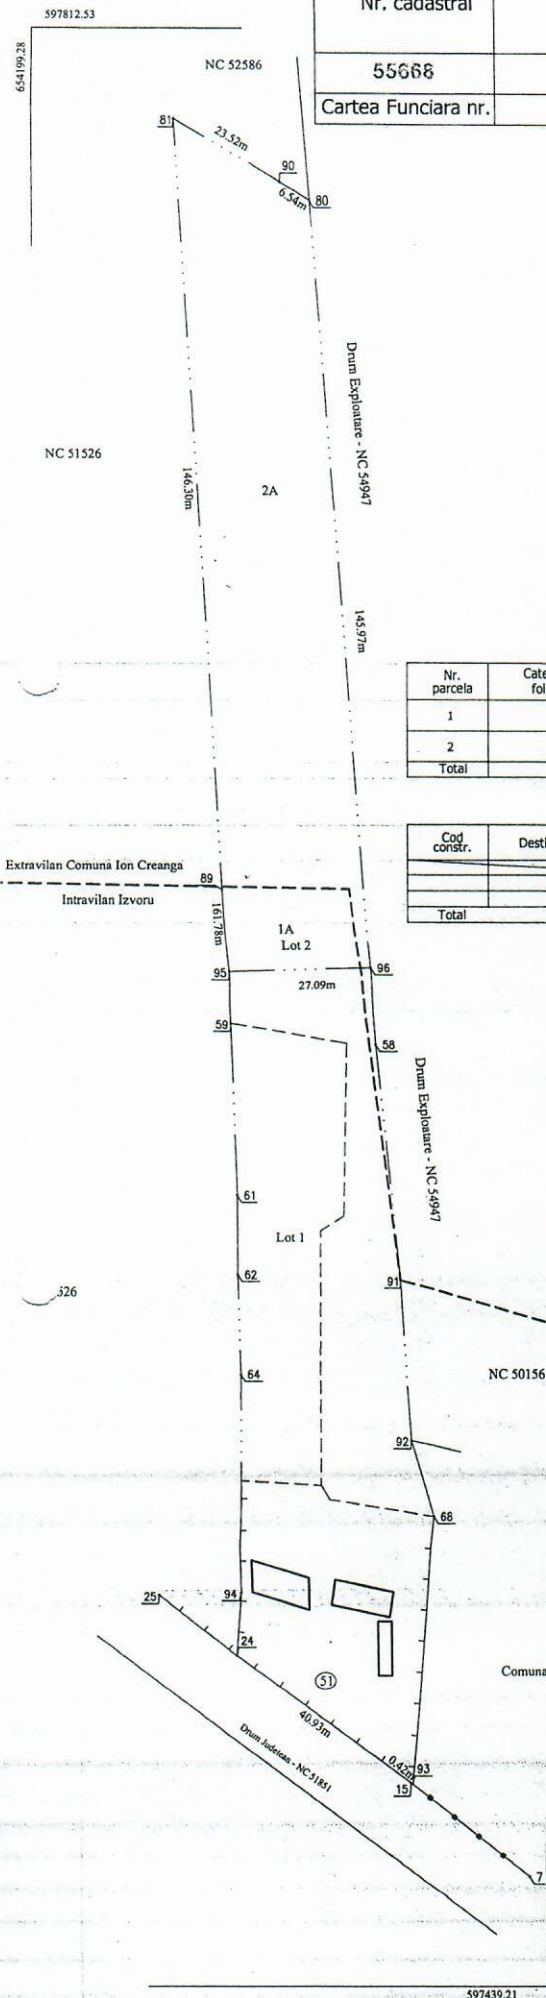 597812.53
654199.28
Nr. cadastral
55668
Cartea Funciara nr.
NC 52586
81
23.52m
90
6.54m
80
Drum Exploatare - NC 54947
NC 51526
146.30m
2A
145.97m
Nr.
parcela
1
2
Total
Cod
constr.
Total
Extravilan Comuna Ion Creanga
89
Intravilan Izvoru
161.78m
1A
Lot 2
95
27.09m
96
59
58
Drum Exploatare - NC 54947
61
Lot 1
62
526
91
64
NC 50156
92
68
25
94
24
51
Comuna
40.93m
Drum Judetean - NC 51851
0.42m
93
15
7
597439.21